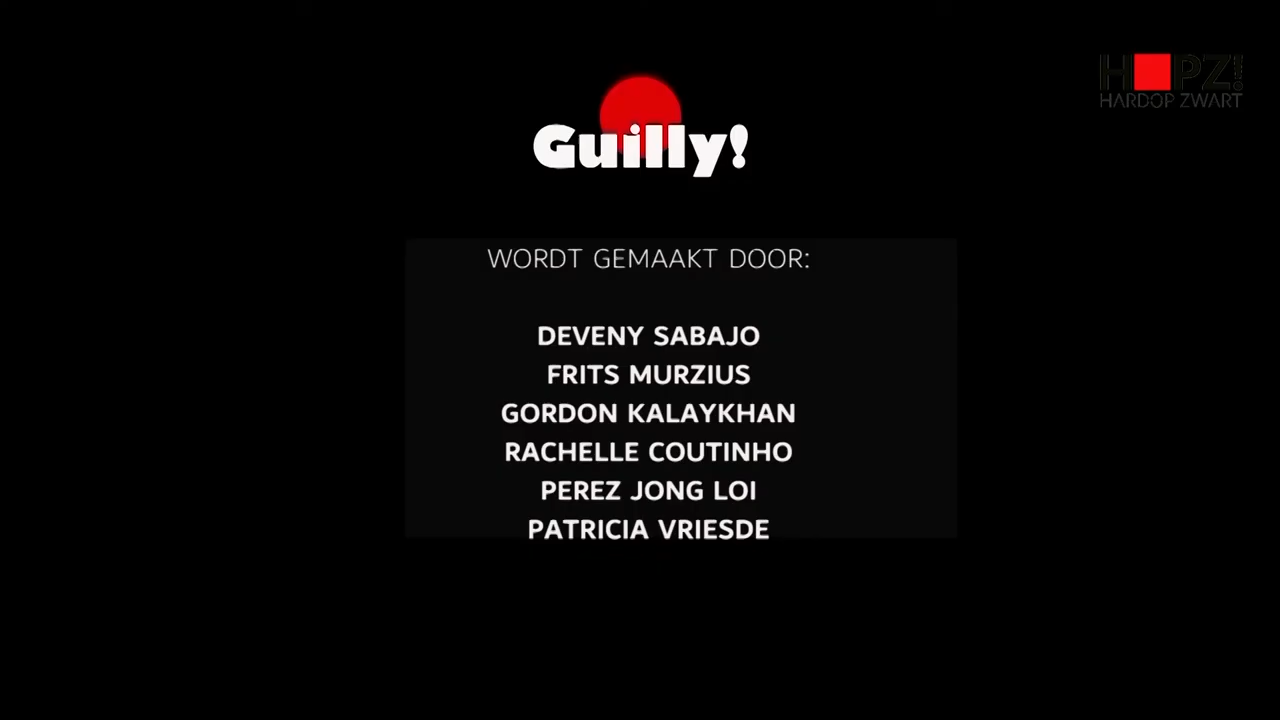 H PZ!
HARDOP ZWART
Guilly!
WORDT GEMAAKT DOOR:
DEVENY SABAJO
FRITS MURZIUS
GORDON KALAYKHAN
RACHELLE COUTINHO
PEREZ JONG LOI
PATRICIA VRIESDE